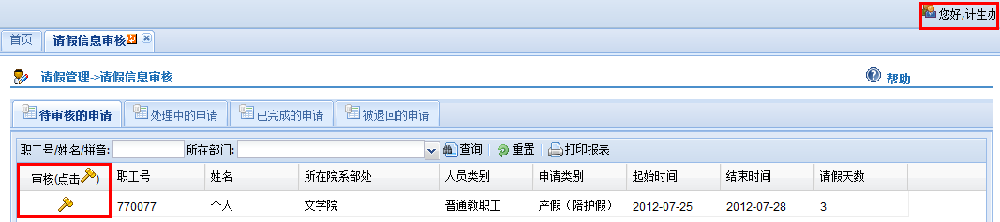 您好,计生办
首页 请假信息审核
请假管理->请假信息审核 帮助
待审核的申请 处理中的申请 已完成的申请 被退回的申请
职工号/姓名/拼音: 所在部门: 查询 重置 打印报表
审核(点击) 职工号 姓名 所在院系部处 人员类别 申请类别 起始时间 结束时间 请假天数
770077 个人 文学院 普通教职工 产假（陪护假） 2012-07-25 2012-07-28 3